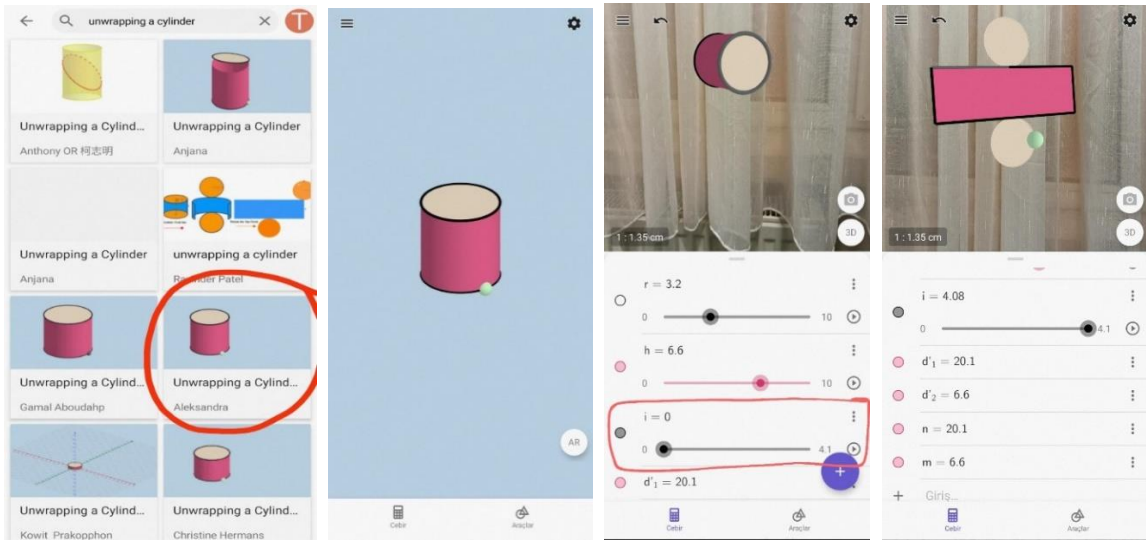 unwrapping a cylinder
T
Unwrapping a Cylind...
Anthony OR 柯志明
Unwrapping a Cylinder
Anjana
Unwrapping a Cylinder
Anjana
unwrapping a cylinder
Ravinder Patel
Unwrapping a Cylind...
Gamal Aboudahp
Unwrapping a Cylind...
Aleksandra
Unwrapping a Cylind...
Kowit Prakopphon
Unwrapping a Cylind...
Christine Hermans
AR
Cebir
Araçlar
3D
1 : 1.35 cm
r = 3.2
0 10
h = 6.6
0 10
i = 0
0 4.1
+
d'₁ = 20.1
Cebir
Araçlar
3D
1 : 1.35 cm
i = 4.08
0 4.1
d'₁ = 20.1
d'₂ = 6.6
n = 20.1
m = 6.6
+ Giriş...
Cebir
Araçlar